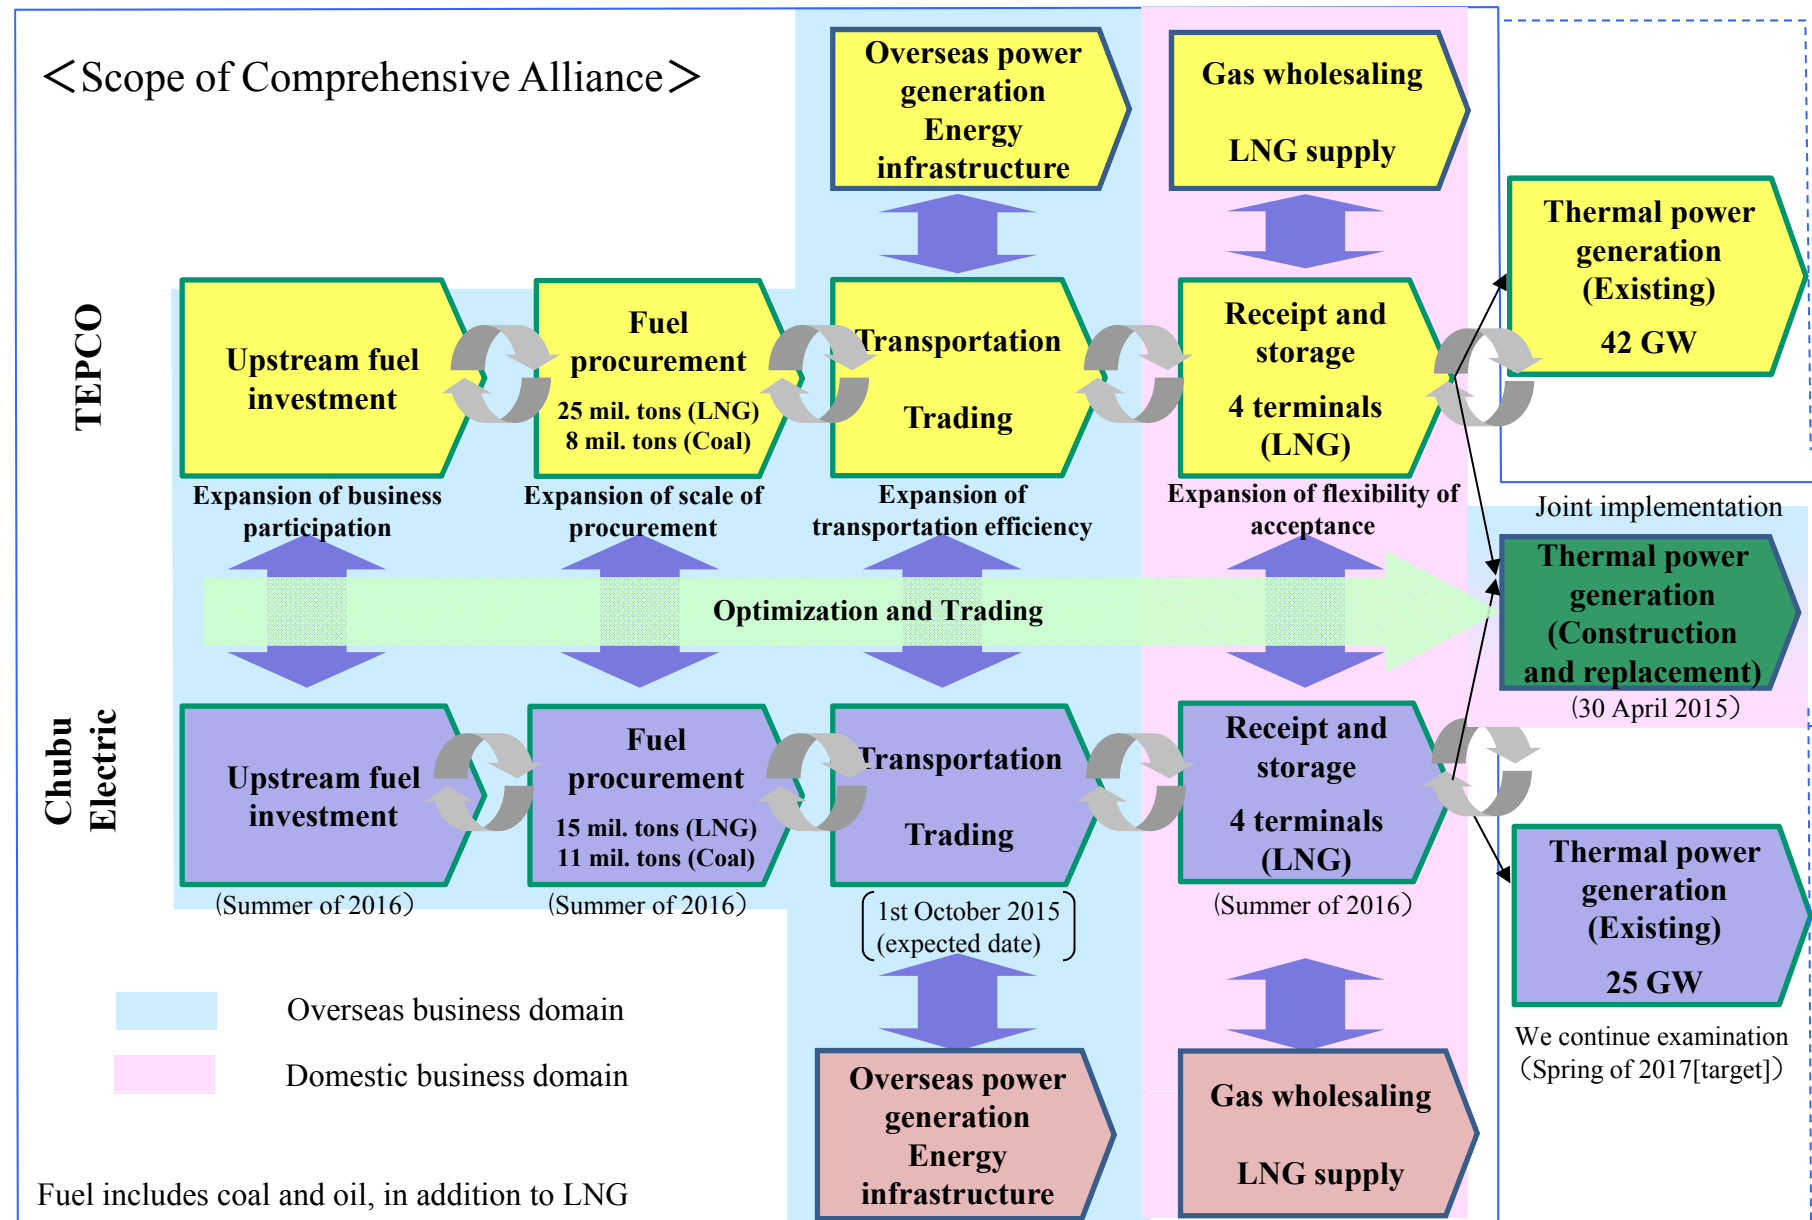 ＜Scope of Comprehensive Alliance＞
Overseas power
generation
Energy
infrastructure
Gas wholesaling
LNG supply
TEPCO
Upstream fuel
investment
Fuel
procurement
25 mil. tons (LNG)
8 mil. tons (Coal)
Transportation
Trading
Receipt and
storage
4 terminals
(LNG)
Thermal power
generation
(Existing)
42 GW
Expansion of business
participation
Expansion of scale of
procurement
Expansion of
transportation efficiency
Expansion of flexibility of
acceptance
Joint implementation
Optimization and Trading
Thermal power
generation
(Construction
and replacement)
(30 April 2015）
Chubu
Electric
Upstream fuel
investment
(Summer of 2016）
Fuel
procurement
15 mil. tons (LNG)
11 mil. tons (Coal)
(Summer of 2016）
Transportation
Trading
1st October 2015
(expected date)
Receipt and
storage
4 terminals
(LNG)
(Summer of 2016）
Thermal power
generation
(Existing)
25 GW
We continue examination
（Spring of 2017[target]）
Overseas business domain
Domestic business domain
Overseas power
generation
Energy
infrastructure
Gas wholesaling
LNG supply
Fuel includes coal and oil, in addition to LNG